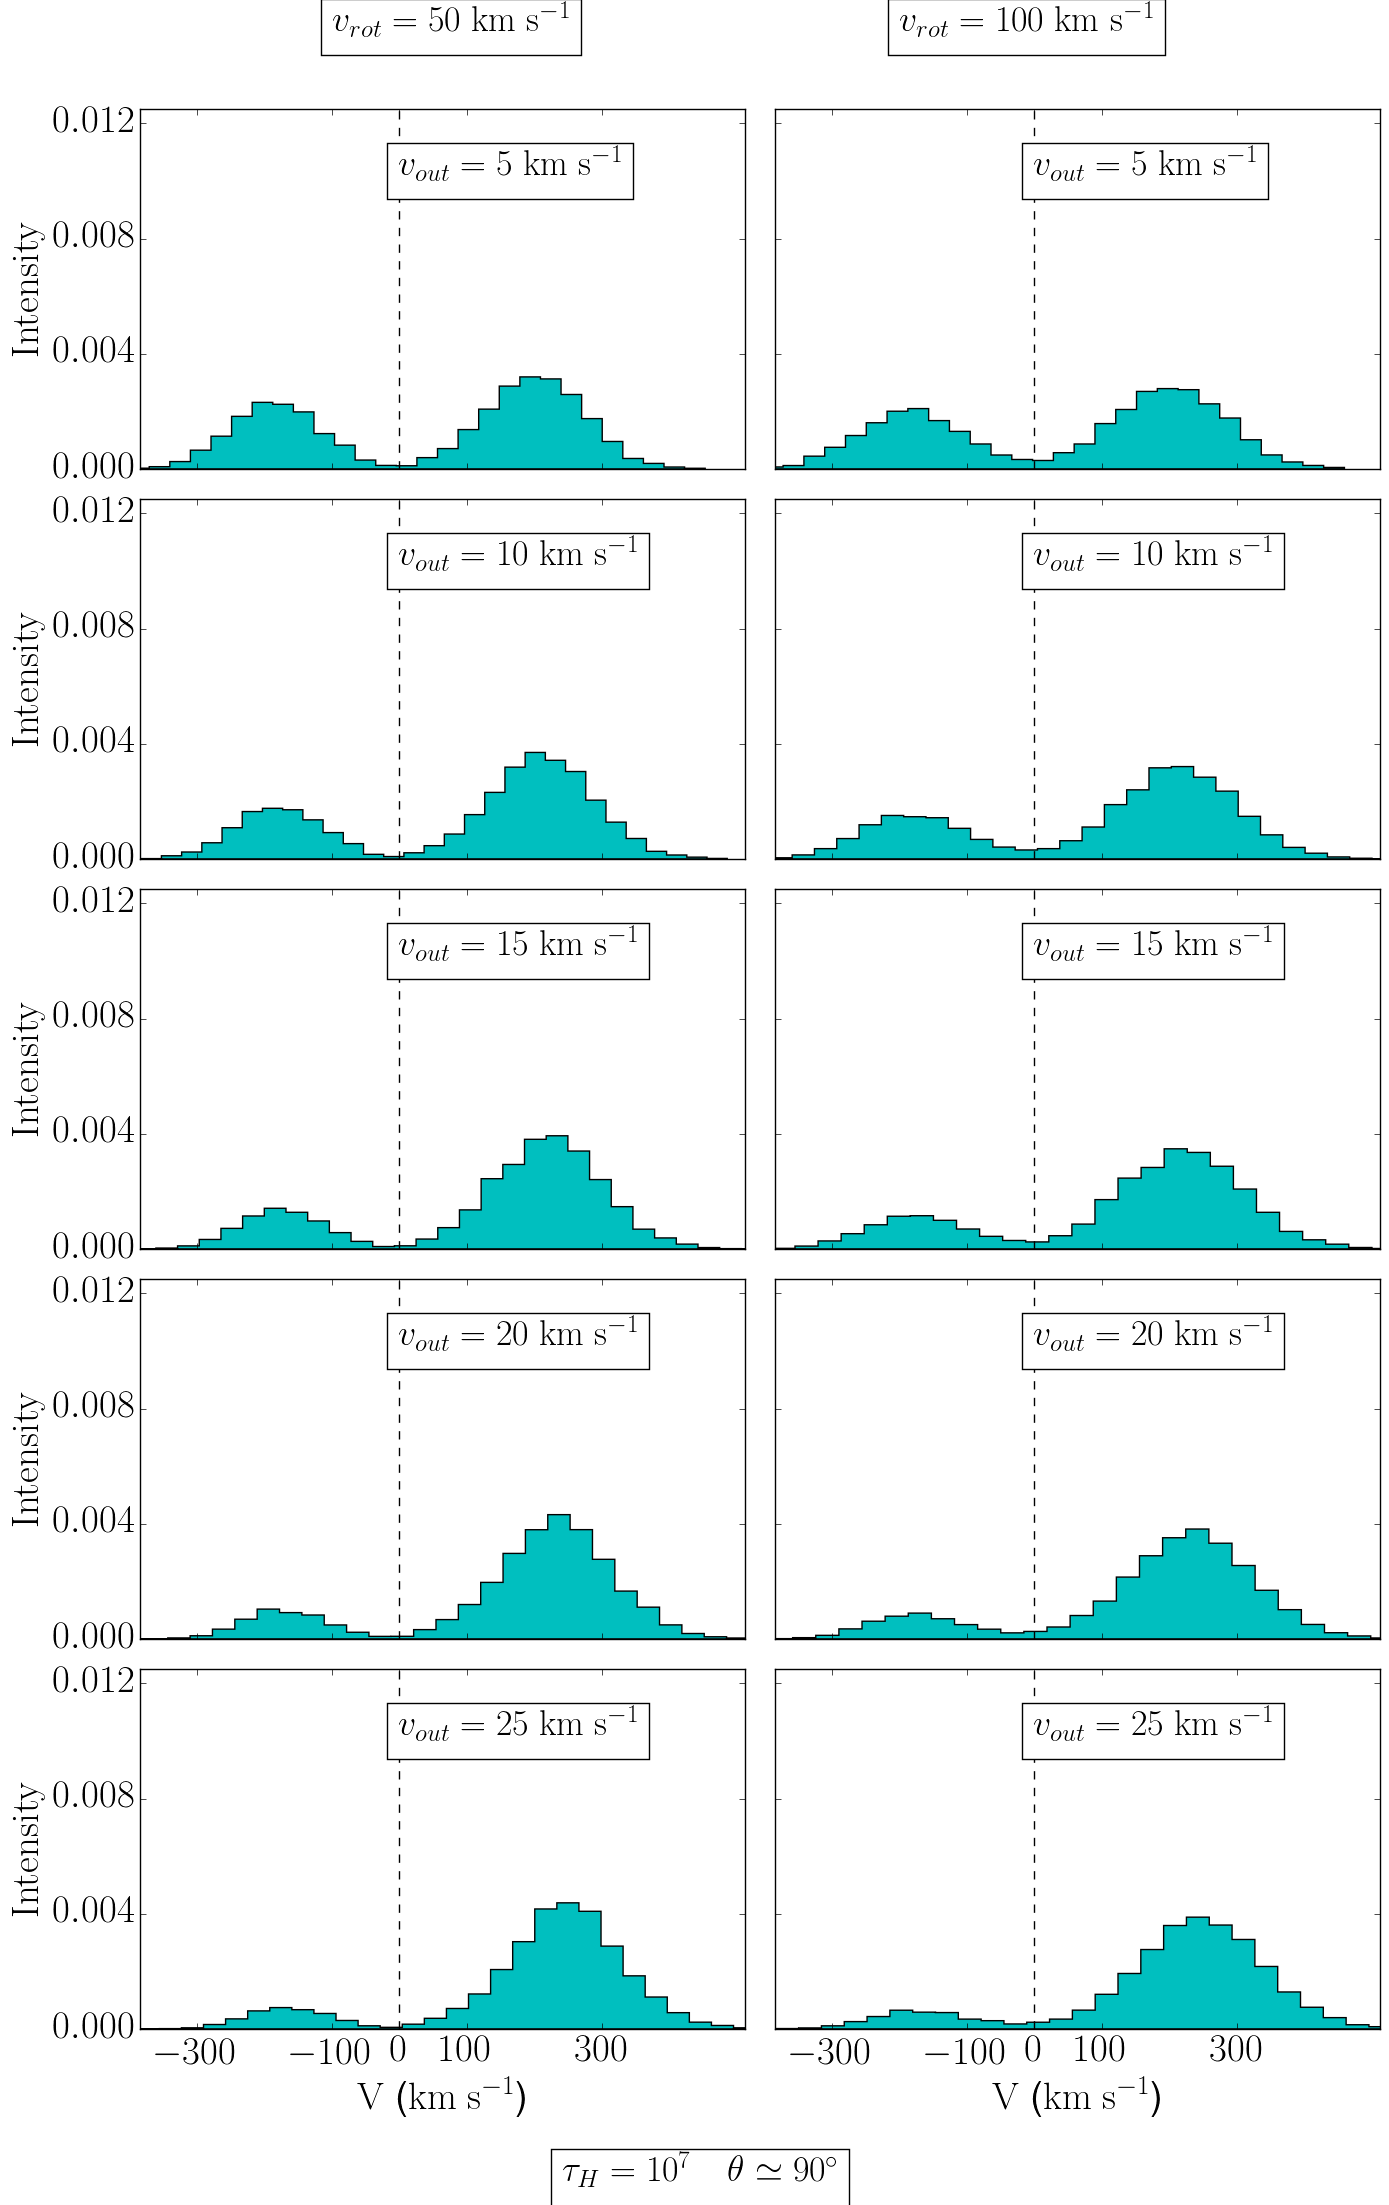 v_rot = 50 km s⁻¹ v_rot = 100 km s⁻¹
0.012
v_out = 5 km s⁻¹ v_out = 5 km s⁻¹
0.008
Intensity
0.004
0.000
0.012
v_out = 10 km s⁻¹ v_out = 10 km s⁻¹
0.008
Intensity
0.004
0.000
0.012
v_out = 15 km s⁻¹ v_out = 15 km s⁻¹
0.008
Intensity
0.004
0.000
0.012
v_out = 20 km s⁻¹ v_out = 20 km s⁻¹
0.008
Intensity
0.004
0.000
0.012
v_out = 25 km s⁻¹ v_out = 25 km s⁻¹
0.008
Intensity
0.004
0.000
−300 −100 0 100 300 −300 −100 0 100 300
V (km s⁻¹) V (km s⁻¹)
τ_H = 10⁷ θ ≃ 90°